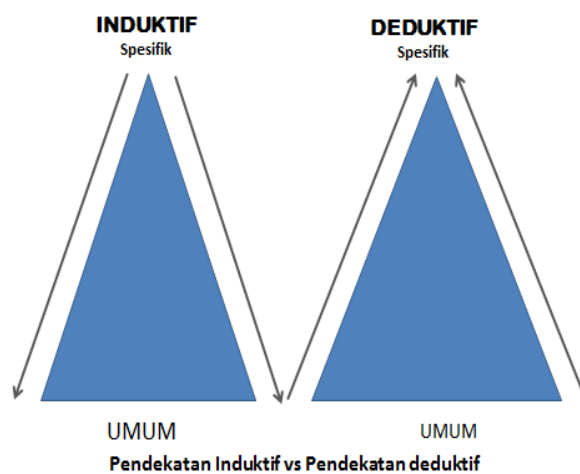 INDUKTIF
Spesifik
DEDUKTIF
Spesifik
UMUM
UMUM
Pendekatan Induktif vs Pendekatan deduktif